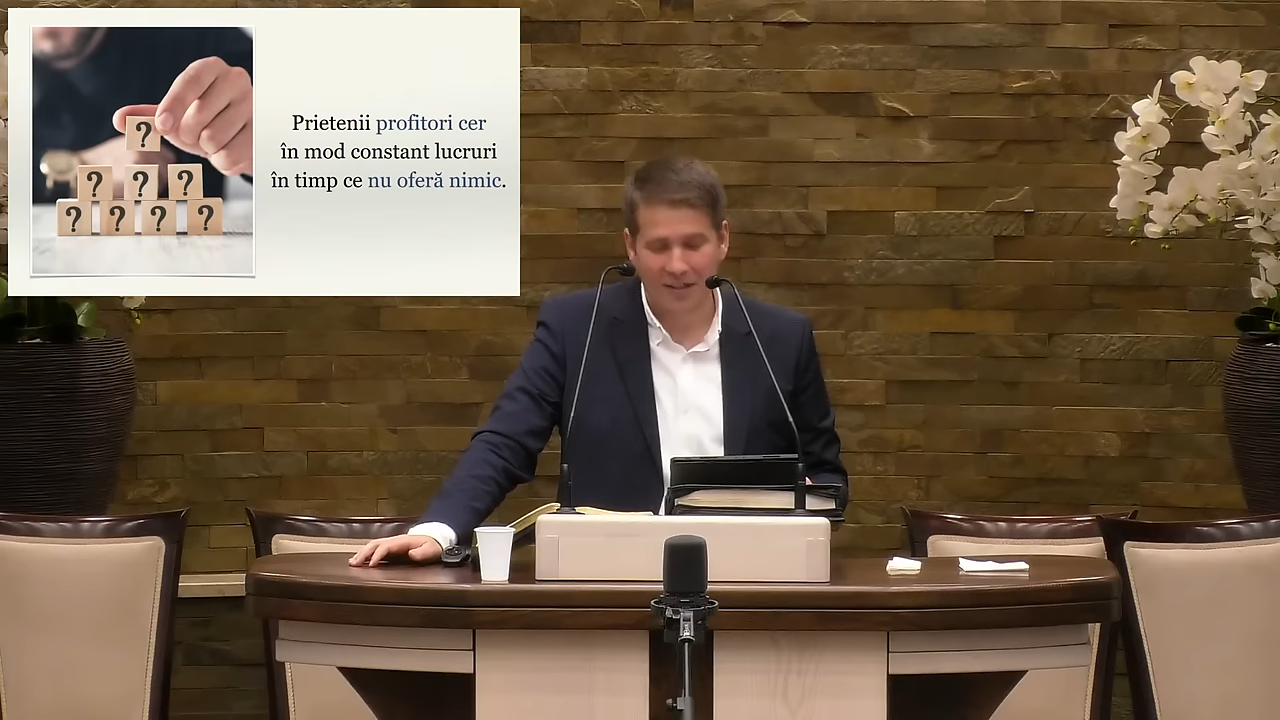 ?
? ? ?
? ? ? ?
Prietenii profitori cer
în mod constant lucruri
în timp ce nu oferă nimic.